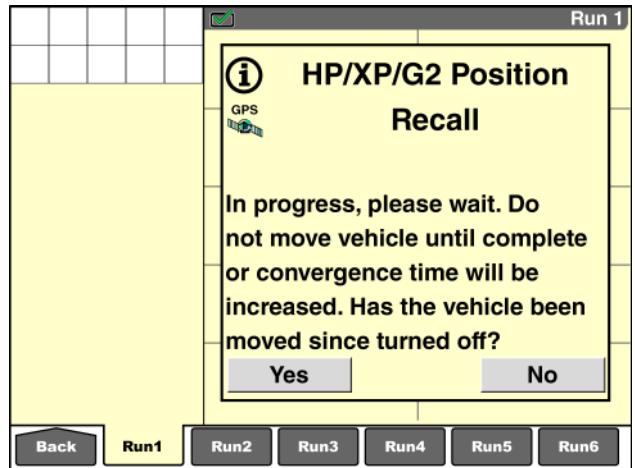 Run 1
HP/XP/G2 Position
Recall
GPS
In progress, please wait. Do
not move vehicle until complete
or convergence time will be
increased. Has the vehicle been
moved since turned off?
Yes No
Back Run1 Run2 Run3 Run4 Run5 Run6